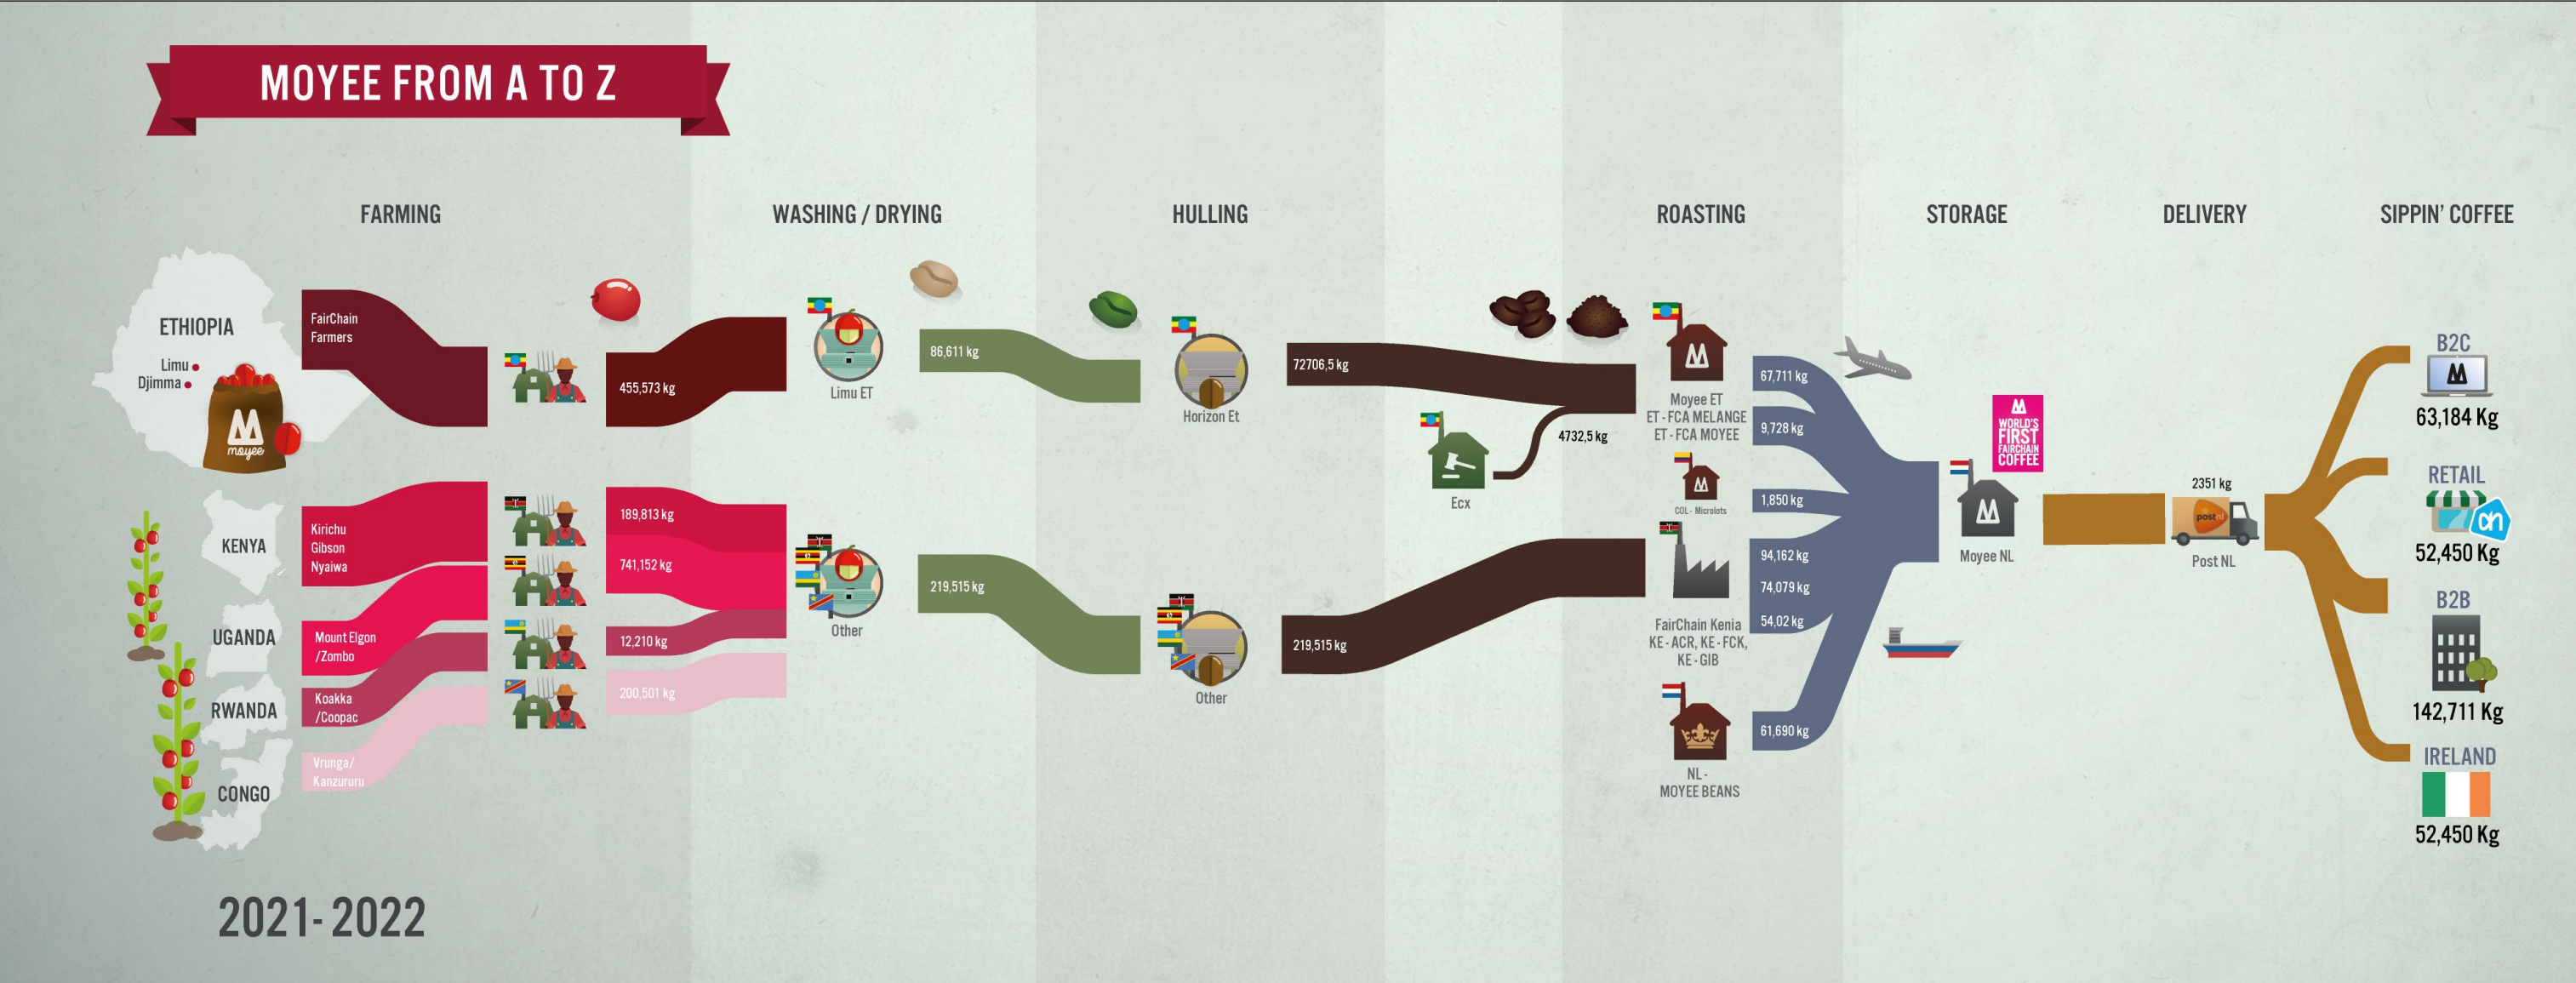 MOYEE FROM A TO Z
FARMING
WASHING / DRYING
HULLING
ROASTING
STORAGE
DELIVERY
SIPPIN' COFFEE
ETHIOPIA
Limu
Djimma
moyee
FairChain
Farmers
455,573 kg
Limu ET
86,611 kg
Horizon Et
72706,5 kg
Ecx
4732,5 kg
Moyee ET
ET - FCA MELANGE
ET - FCA MOYEE
67,711 kg
9,728 kg
COL - Microlots
1,850 kg
KENYA
Kirichu
Gibson
Nyaiwa
189,813 kg
UGANDA
Mount Elgon
/Zombo
741,152 kg
RWANDA
Koakka
/Coopac
12,210 kg
CONGO
Vrunga/
Kanzururu
200,501 kg
Other
219,515 kg
Other
219,515 kg
FairChain Kenia
KE - ACR, KE - FCK,
KE - GIB
94,162 kg
74,079 kg
54,02 kg
NL -
MOYEE BEANS
61,690 kg
WORLD'S
FIRST
FAIRCHAIN
COFFEE
Moyee NL
2351 kg
postnl
Post NL
B2C
63,184 Kg
RETAIL
ah
52,450 Kg
B2B
142,711 Kg
IRELAND
52,450 Kg
2021- 2022